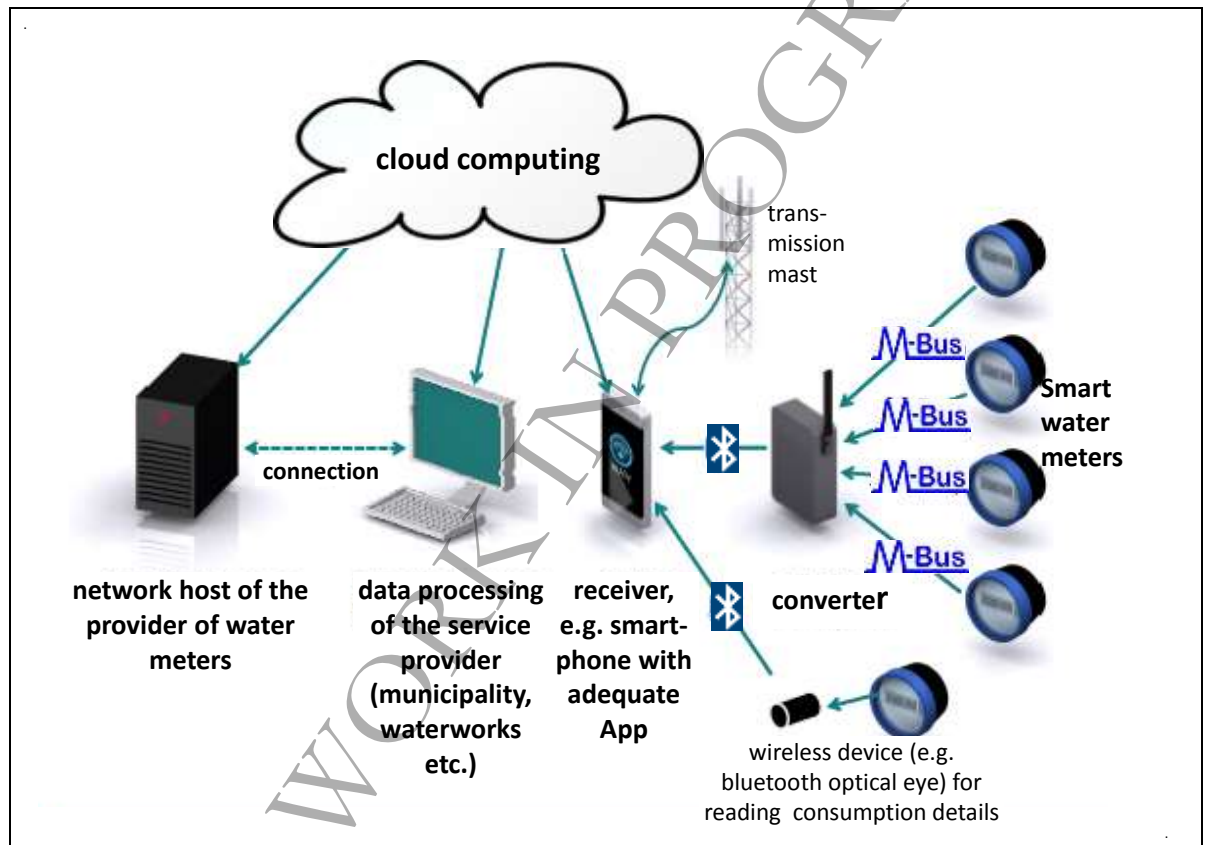 cloud computing
trans-
mission
mast
M-Bus
M-Bus
M-Bus
M-Bus
Smart
water
meters
connection
network host of the
provider of water
meters
data processing
of the service
provider
(municipality,
waterworks
etc.)
receiver,
e.g. smart-
phone with
adequate
App
converter
wireless device (e.g.
bluetooth optical eye) for
reading consumption details
WORK IN PROGR